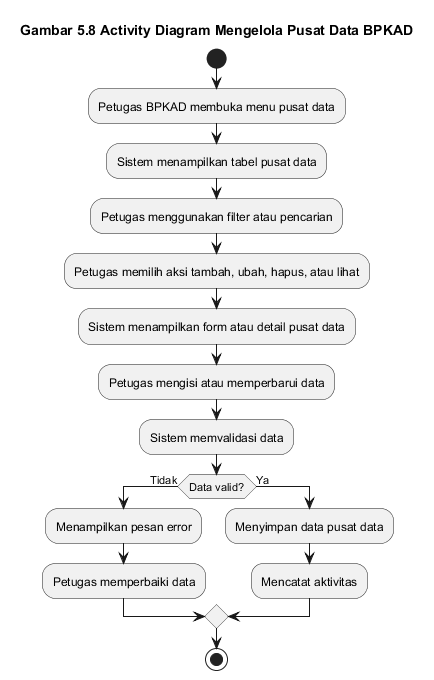 Gambar 5.8 Activity Diagram Mengelola Pusat Data BPKAD
Petugas BPKAD membuka menu pusat data
Sistem menampilkan tabel pusat data
Petugas menggunakan filter atau pencarian
Petugas memilih aksi tambah, ubah, hapus, atau lihat
Sistem menampilkan form atau detail pusat data
Petugas mengisi atau memperbarui data
Sistem memvalidasi data
Tidak
Data valid?
Ya
Menampilkan pesan error
Menyimpan data pusat data
Petugas memperbaiki data
Mencatat aktivitas